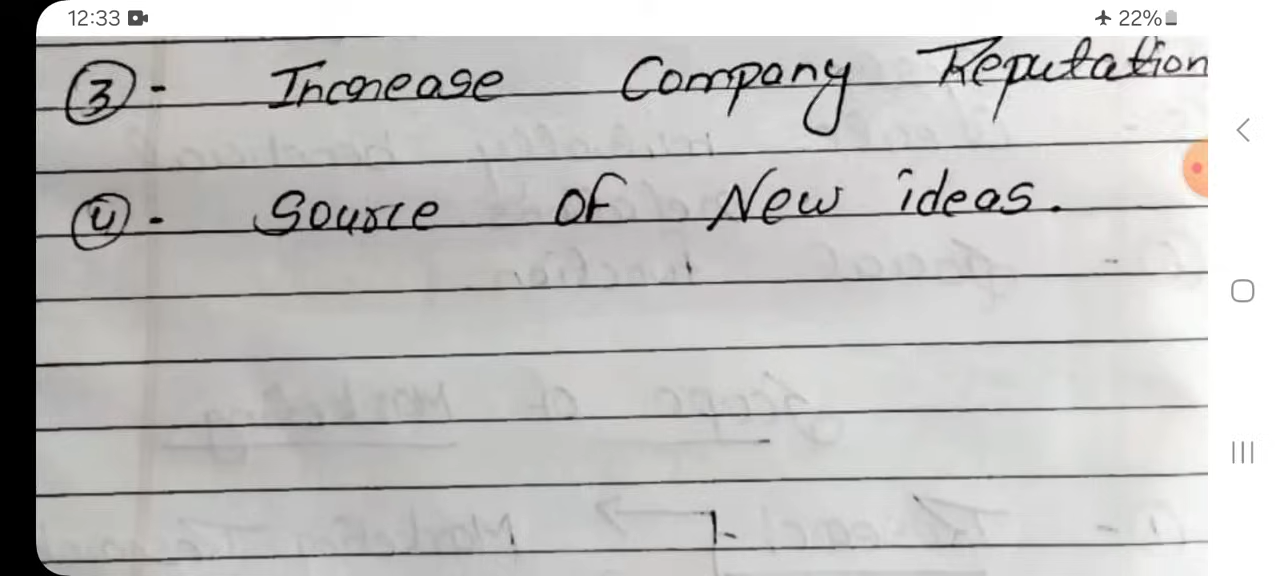 12:33 22%
③- Increase Company Reputation
④- Source of New ideas.